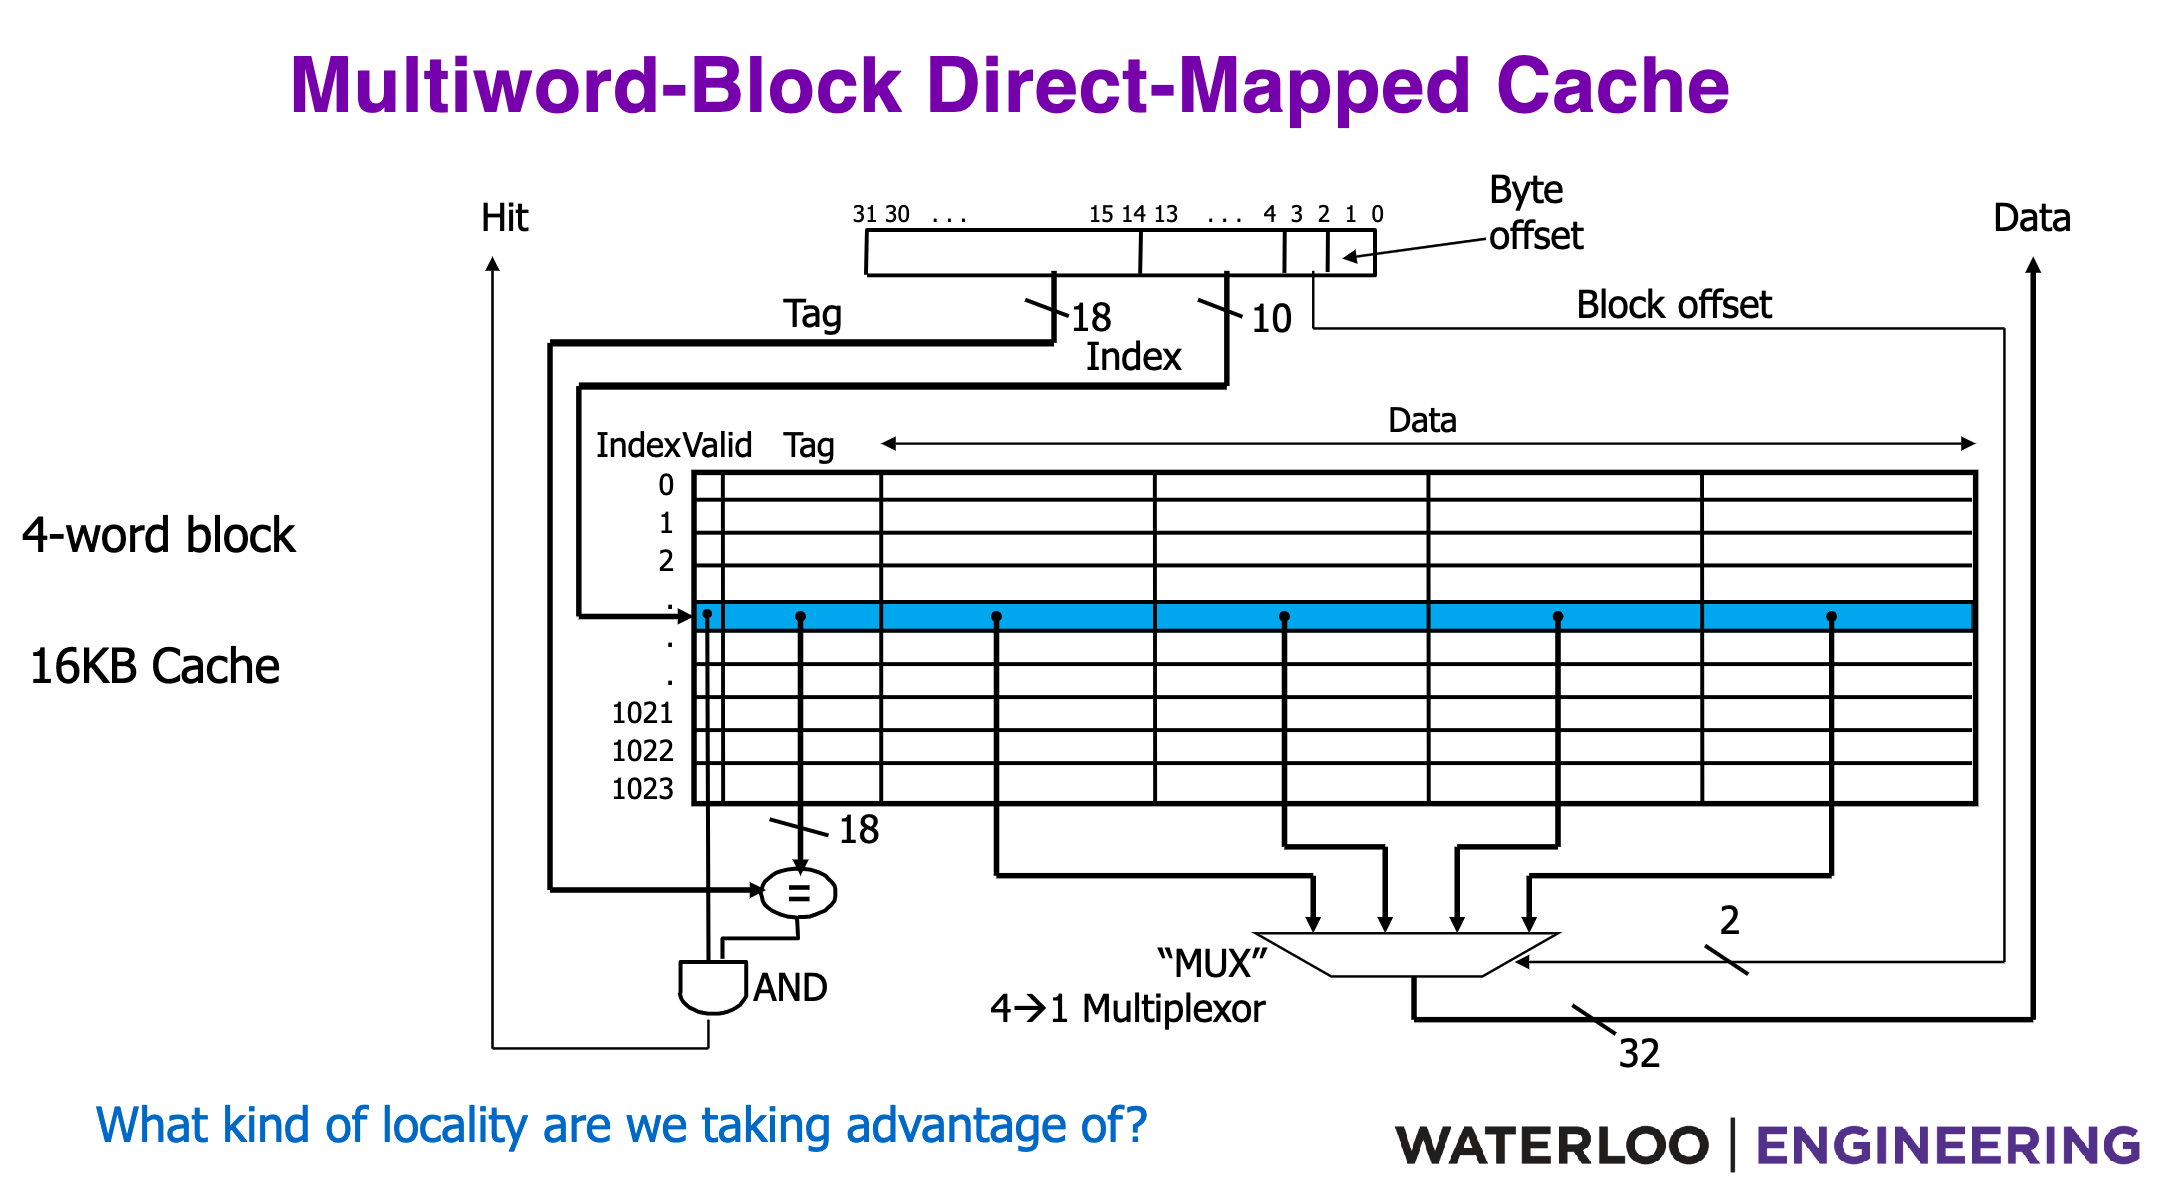 Multiword-Block Direct-Mapped Cache
Hit
31 30 . . . 15 14 13 . . . 4 3 2 1 0
Byte
offset
Data
Tag
18
10
Block offset
Index
Data
Index Valid Tag
0
1
2
.
.
.
1021
1022
1023
4-word block
16KB Cache
18
=
AND
2
“MUX”
4→1 Multiplexor
32
What kind of locality are we taking advantage of?
WATERLOO | ENGINEERING